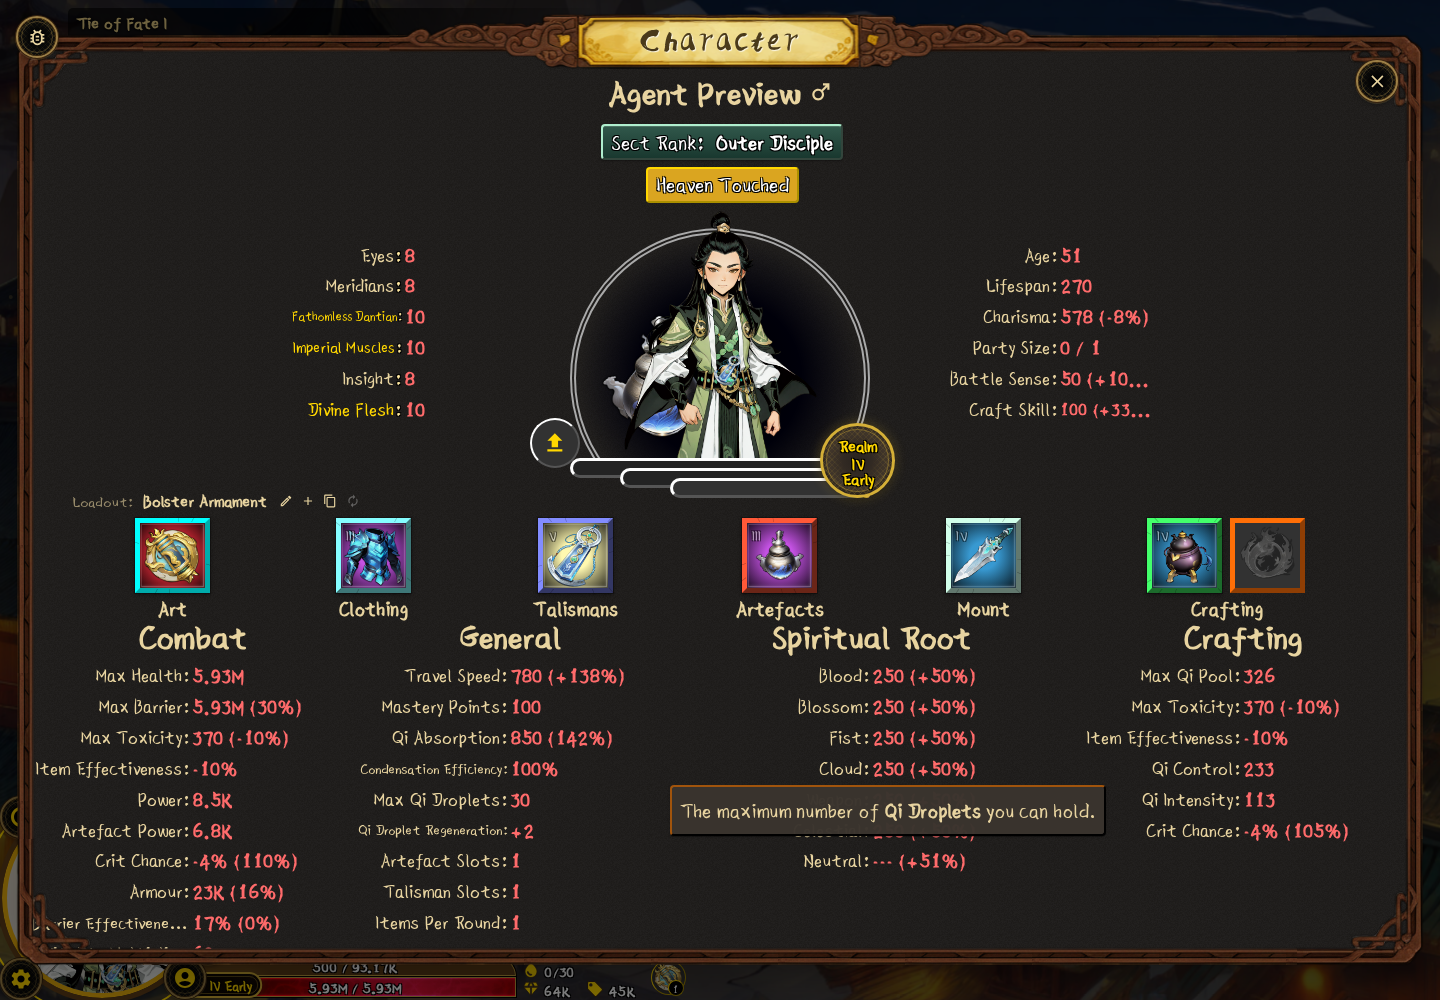 Tie of Fate I
Character
Agent Preview ♂
Sect Rank: Outer Disciple
Heaven Touched
Eyes: 8
Meridians: 8
Fathomless Dantian: 10
Imperial Muscles: 10
Insight: 8
Divine Flesh: 10
Age: 51
Lifespan: 270
Charisma: 578 (-8%)
Party Size: 0 / 1
Battle Sense: 50 (+10...
Craft Skill: 100 (+33...
Realm
IV
Early
Loadout: Bolster Armament
III
V
III
IV
IV
Art
Clothing
Talismans
Artefacts
Mount
Crafting
Combat
Max Health: 5.93M
Max Barrier: 5.93M (30%)
Max Toxicity: 370 (-10%)
Item Effectiveness: -10%
Power: 8.5K
Artefact Power: 6.8K
Crit Chance: -4% (110%)
Armour: 23K (16%)
Barrier Effectivene... 17% (0%)
General
Travel Speed: 780 (+138%)
Mastery Points: 100
Qi Absorption: 850 (142%)
Condensation Efficiency: 100%
Max Qi Droplets: 30
Qi Droplet Regeneration: +2
Artefact Slots: 1
Talisman Slots: 1
Items Per Round: 1
Spiritual Root
Blood: 250 (+50%)
Blossom: 250 (+50%)
Fist: 250 (+50%)
Cloud: 250 (+50%)
The maximum number of Qi Droplets you can hold.
Neutral: --- (+51%)
Crafting
Max Qi Pool: 326
Max Toxicity: 370 (-10%)
Item Effectiveness: -10%
Qi Control: 233
Qi Intensity: 113
Crit Chance: -4% (105%)
IV Early
500 / 93.17K
5.93M / 5.93M
0/30
64K
45K
f